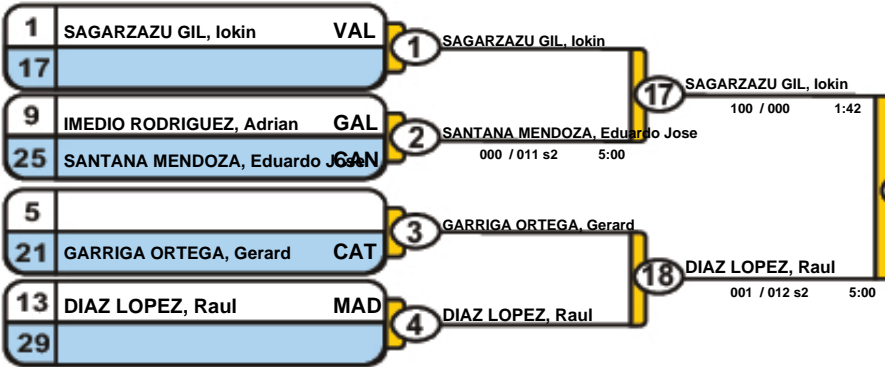 1 SAGARZAZU GIL, Iokin VAL
17
1 SAGARZAZU GIL, Iokin
9 IMEDIO RODRIGUEZ, Adrian GAL
25 SANTANA MENDOZA, Eduardo Jose CAN
2 SANTANA MENDOZA, Eduardo Jose
000 / 011 s2 5:00
17 SAGARZAZU GIL, Iokin
100 / 000 1:42
5
21 GARRIGA ORTEGA, Gerard CAT
3 GARRIGA ORTEGA, Gerard
13 DIAZ LOPEZ, Raul MAD
29
4 DIAZ LOPEZ, Raul
18 DIAZ LOPEZ, Raul
001 / 012 s2 5:00